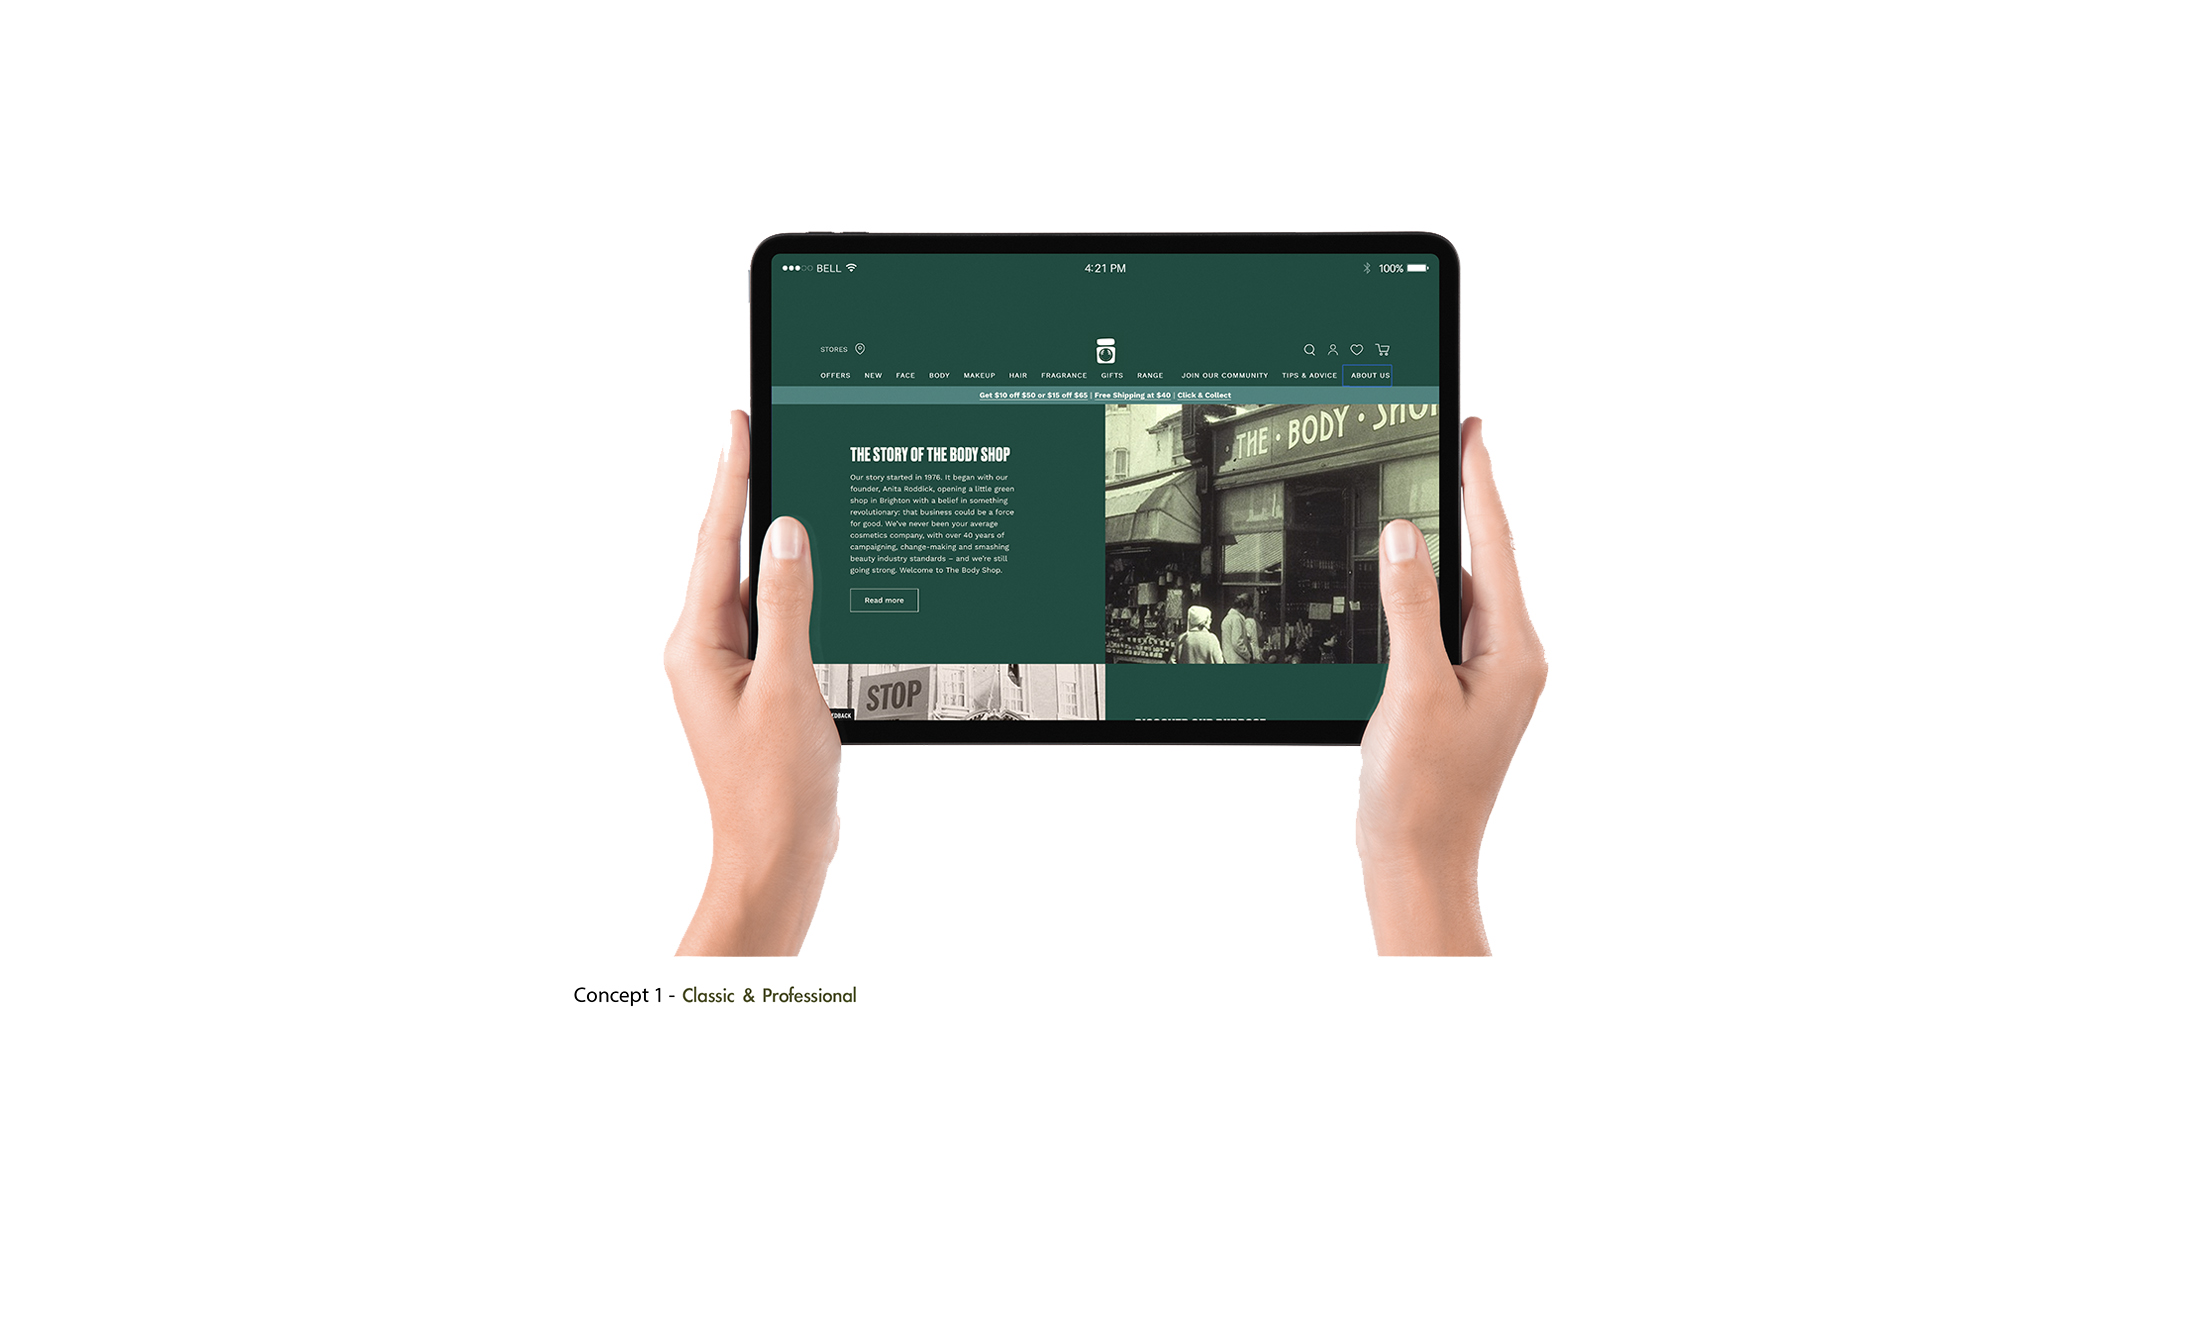 BELL 4:21 PM 100%
STORES
OFFERS NEW FACE BODY MAKEUP HAIR FRAGRANCE GIFTS RANGE JOIN OUR COMMUNITY TIPS & ADVICE ABOUT US
Get $10 off $50 or $15 off $65 | Free Shipping at $40 | Click & Collect
THE STORY OF THE BODY SHOP
Our story started in 1976. It began with our
founder, Anita Roddick, opening a little green
shop in Brighton with a belief in something
revolutionary: that business could be a force
for good. We've never been your average
cosmetics company, with over 40 years of
campaigning, change-making and smashing
beauty industry standards – and we're still
going strong. Welcome to The Body Shop.
Read more
THE · BODY · SHOP
STOP
Concept 1 - Classic & Professional